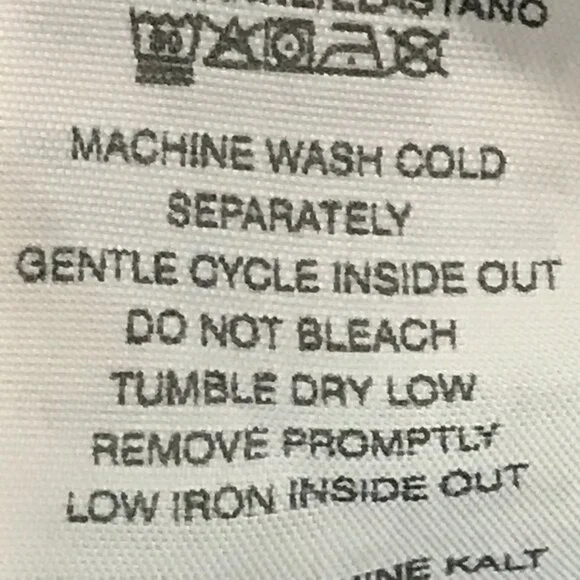 MACHINE WASH COLD
SEPARATELY
GENTLE CYCLE INSIDE OUT
DO NOT BLEACH
TUMBLE DRY LOW
REMOVE PROMPTLY
LOW IRON INSIDE OUT
KALT